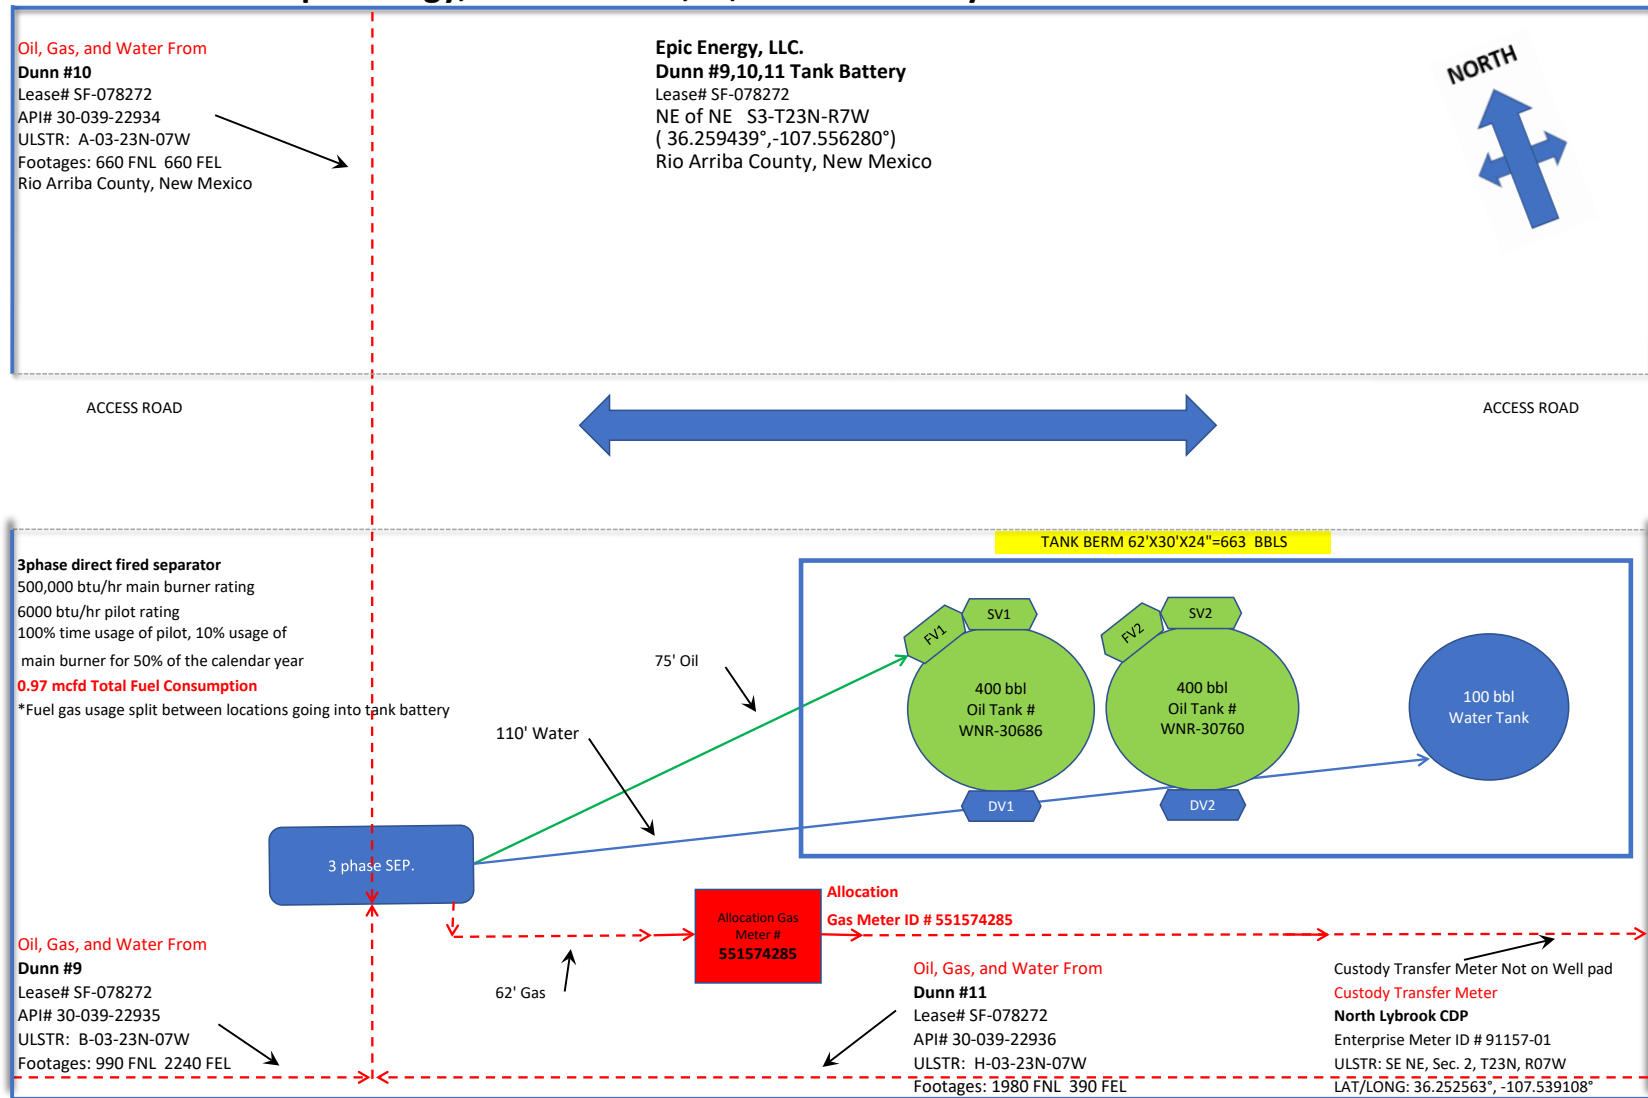 Oil, Gas, and Water From
Dunn #10
Lease# SF-078272
API# 30-039-22934
ULSTR:  A-03-23N-07W
Footages: 660 FNL  660 FEL
Rio Arriba County, New Mexico
Epic Energy, LLC.
Dunn #9,10,11 Tank Battery
Lease# SF-078272
NE of NE   S3-T23N-R7W
( 36.259439°,-107.556280°)
Rio Arriba County, New Mexico
NORTH
ACCESS ROAD
ACCESS ROAD
3phase direct fired separator
500,000 btu/hr main burner rating
6000 btu/hr pilot rating
100% time usage of pilot, 10% usage of
main burner for 50% of the calendar year
0.97 mcfd Total Fuel Consumption
*Fuel gas usage split between locations going into tank battery
TANK BERM 62'X30'X24"=663  BBLS
FV1
SV1
FV2
SV2
75' Oil
400 bbl
Oil Tank #
WNR-30686
400 bbl
Oil Tank #
WNR-30760
100 bbl
Water Tank
110' Water
DV1
DV2
3 phase SEP.
Allocation Gas
Meter #
551574285
Allocation
Gas Meter ID # 551574285
62' Gas
Oil, Gas, and Water From
Dunn #9
Lease# SF-078272
API# 30-039-22935
ULSTR:  B-03-23N-07W
Footages: 990 FNL  2240 FEL
Oil, Gas, and Water From
Dunn #11
Lease# SF-078272
API# 30-039-22936
ULSTR:  H-03-23N-07W
Footages: 1980 FNL  390 FEL
Custody Transfer Meter Not on Well pad
Custody Transfer Meter
North Lybrook CDP
Enterprise Meter ID # 91157-01
ULSTR: SE NE, Sec. 2, T23N, R07W
LAT/LONG: 36.252563°, -107.539108°